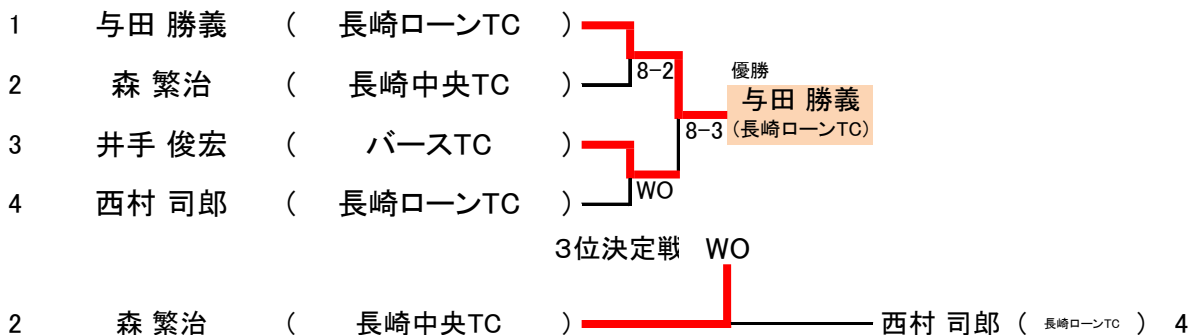 1 与田 勝義 ( 長崎ローンTC )
8-2 優勝
2 森 繁治 ( 長崎中央TC ) 与田 勝義
8-3 (長崎ローンTC)
3 井手 俊宏 ( バースTC )
WO
4 西村 司郎 ( 長崎ローンTC )
3位決定戦 WO
2 森 繁治 ( 長崎中央TC ) 西村 司郎 ( 長崎ローンTC ) 4